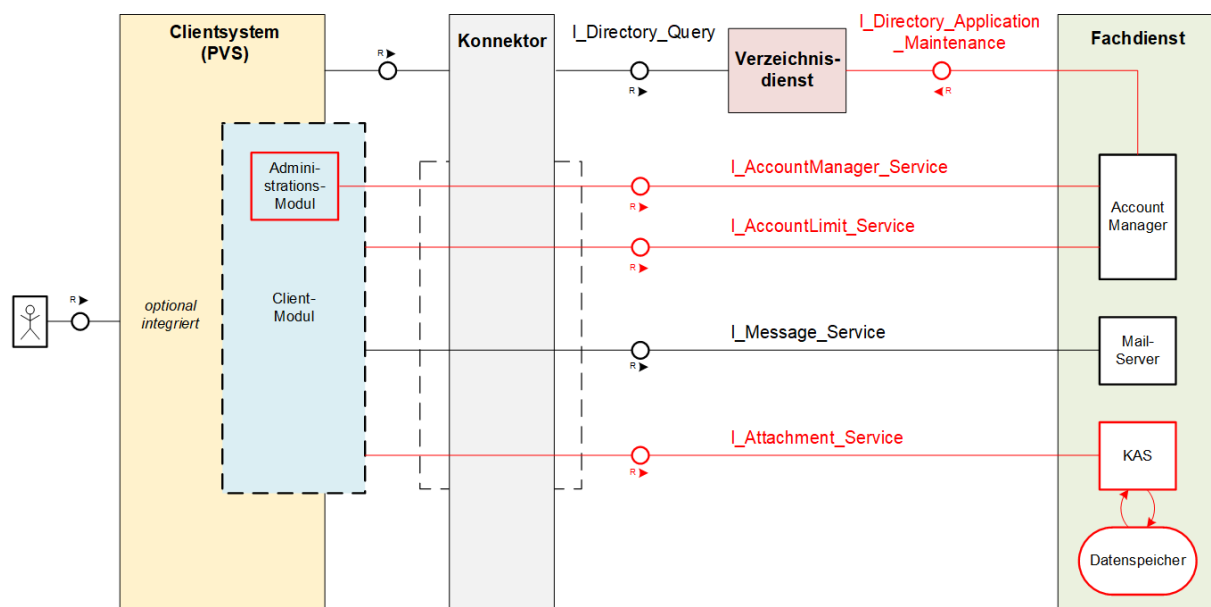 Clientsystem
(PVS)
Konnektor
I_Directory_Query
I_Directory_Application
_Maintenance
Fachdienst
R
Verzeichnis-
dienst
R
R
Admini-
strations-
Modul
I_AccountManager_Service
R
Account
Manager
I_AccountLimit_Service
R
R
optional
integriert
Client-
Modul
I_Message_Service
R
Mail-
Server
I_Attachment_Service
R
KAS
Datenspeicher